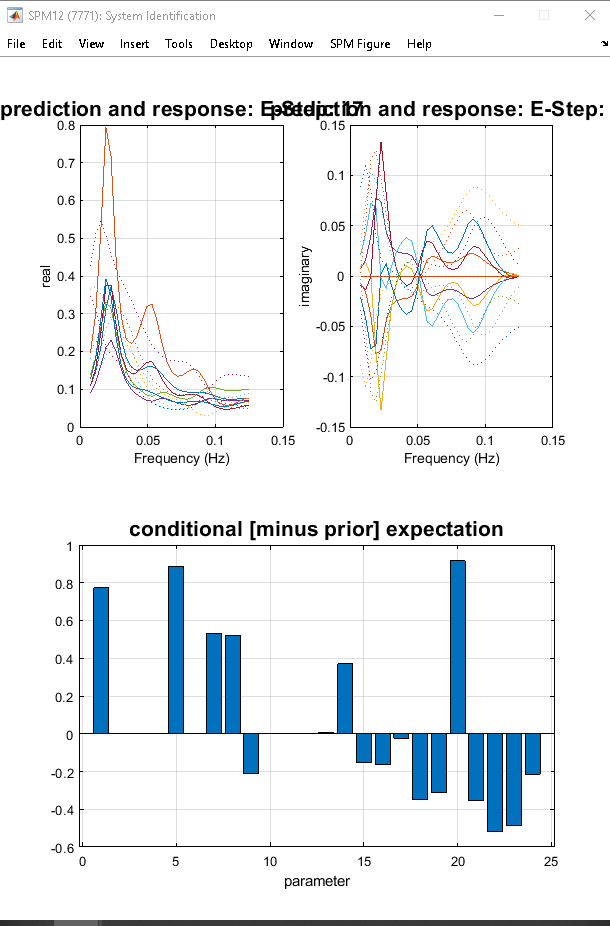 SPM12 (7771): System Identification
File Edit View Insert Tools Desktop Window SPM Figure Help
prediction and response: E-Step: 17
prediction and response: E-Step:
0.8
0.7
0.6
0.5
0.4
0.3
0.2
0.1
0
real
0 0.05 0.1 0.15
Frequency (Hz)
0.15
0.1
0.05
0
-0.05
-0.1
-0.15
imaginary
0 0.05 0.1 0.15
Frequency (Hz)
conditional [minus prior] expectation
1
0.8
0.6
0.4
0.2
0
-0.2
-0.4
-0.6
0 5 10 15 20 25
parameter